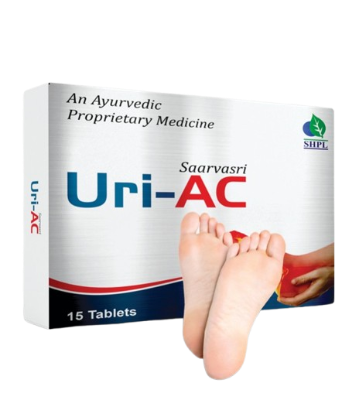 An Ayurvedic
Proprietary Medicine
SHPL
Saarvasri
Uri-AC
15 Tablets
Uri-AC